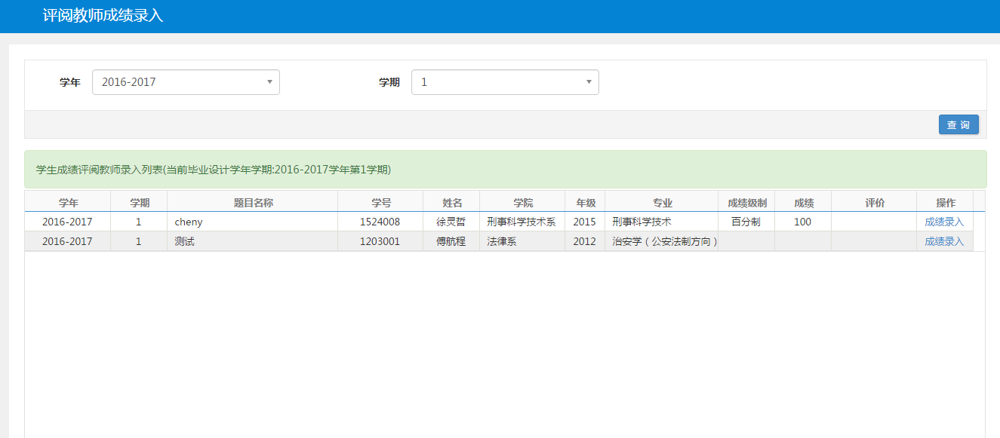 评阅教师成绩录入
学年 2016-2017 学期 1
查 询
学生成绩评阅教师录入列表(当前毕业设计学年学期:2016-2017学年第1学期)
学年 学期 题目名称 学号 姓名 学院 年级 专业 成绩级制 成绩 评价 操作
2016-2017 1 cheny 1524008 徐灵哲 刑事科学技术系 2015 刑事科学技术 百分制 100 成绩录入
2016-2017 1 测试 1203001 傅航程 法律系 2012 治安学（公安法制方向） 成绩录入